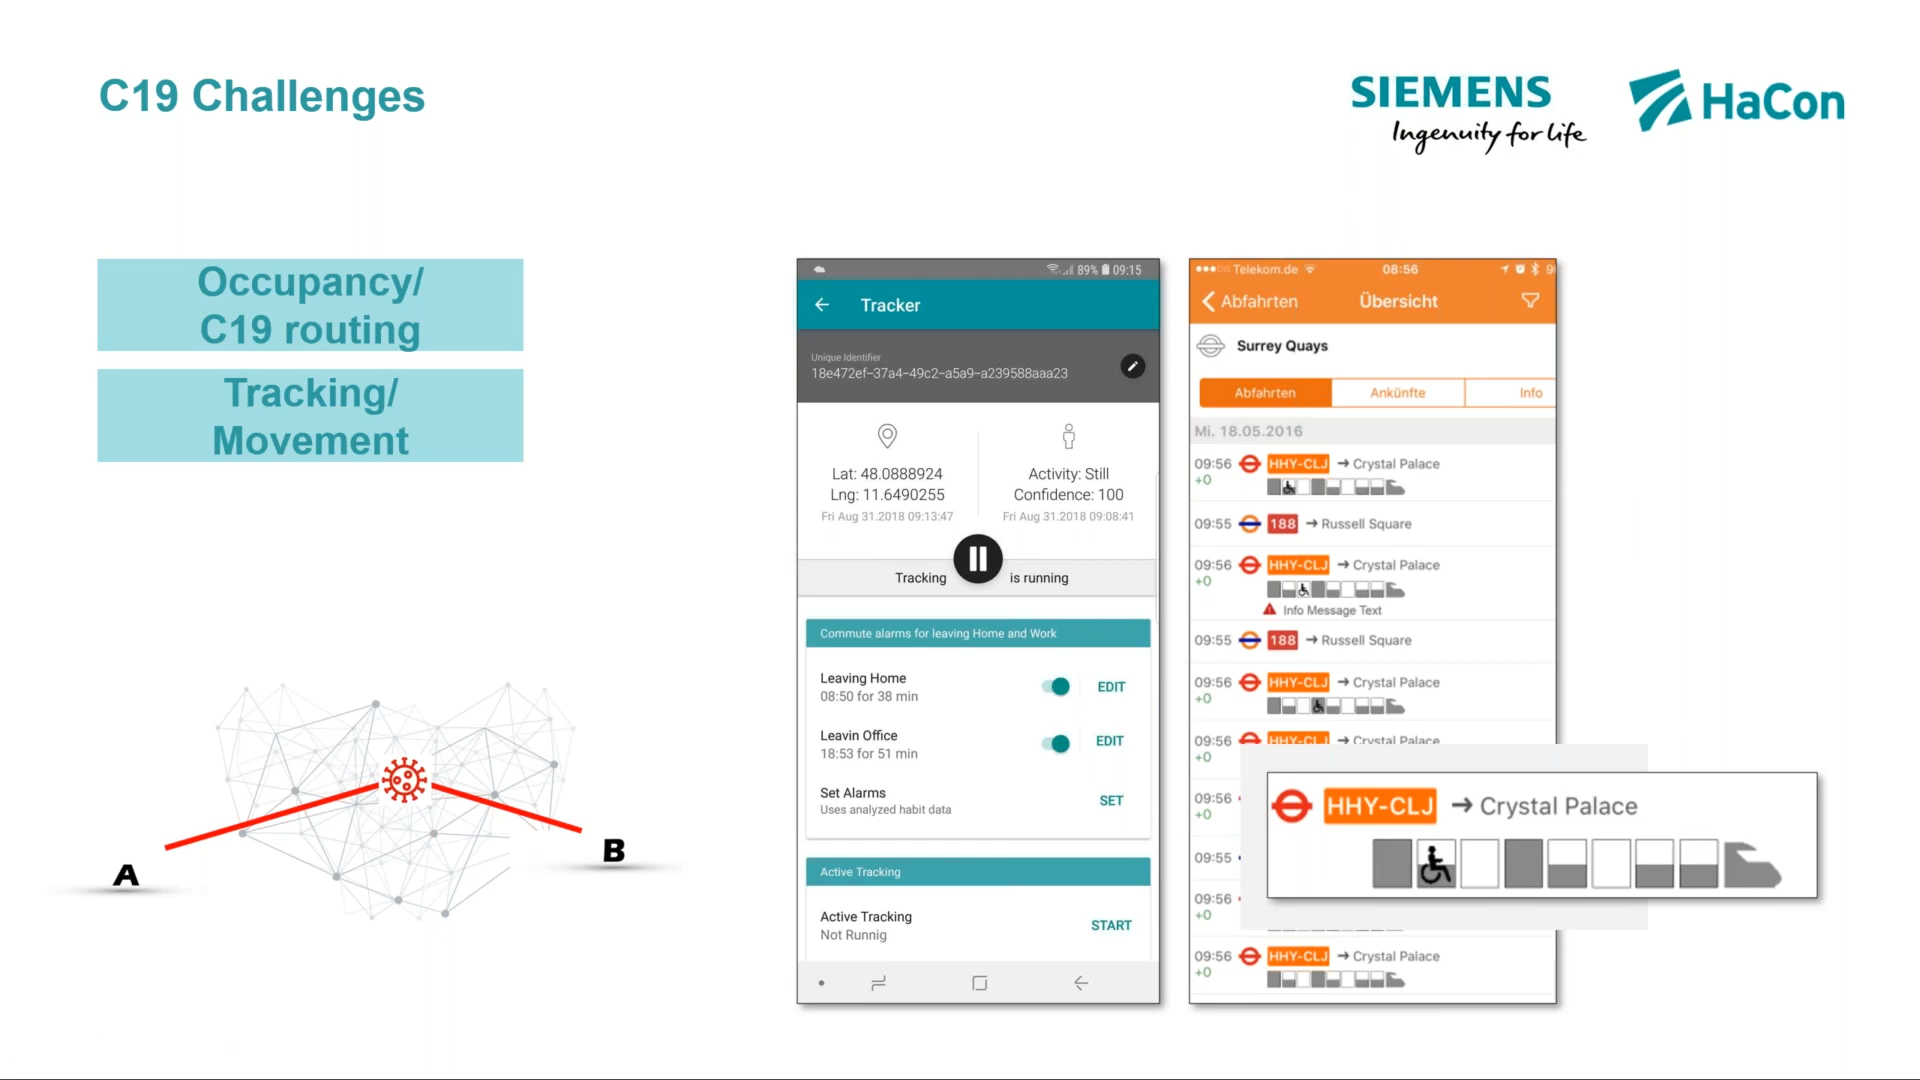 C19 Challenges
SIEMENS
Ingenuity for life
HaCon
Occupancy/
C19 routing
Tracking/
Movement
A
B
89% 09:15
Tracker
Unique Identifier
18e472ef-37a4-49c2-a5a9-a239588aaa23
Lat: 48.0888924
Lng: 11.6490255
Fri Aug 31.2018 09:13:47
Activity: Still
Confidence: 100
Fri Aug 31.2018 09:08:41
Tracking is running
Commute alarms for leaving Home and Work
Leaving Home
08:50 for 38 min
EDIT
Leavin Office
18:53 for 51 min
EDIT
Set Alarms
Uses analyzed habit data
SET
Active Tracking
Active Tracking
Not Runnig
START
Telekom.de 08:56 9
Abfahrten Übersicht
Surrey Quays
Abfahrten Ankünfte Info
Mi. 18.05.2016
09:56 HHY-CLJ → Crystal Palace
+0
09:55 188 → Russell Square
09:56 HHY-CLJ → Crystal Palace
+0
Info Message Text
09:55 188 → Russell Square
09:56 HHY-CLJ → Crystal Palace
+0
09:56 HHY-CLJ → Crystal Palace
+0
09:56
+0
09:55
09:56
+0
09:56 HHY-CLJ → Crystal Palace
+0
HHY-CLJ → Crystal Palace